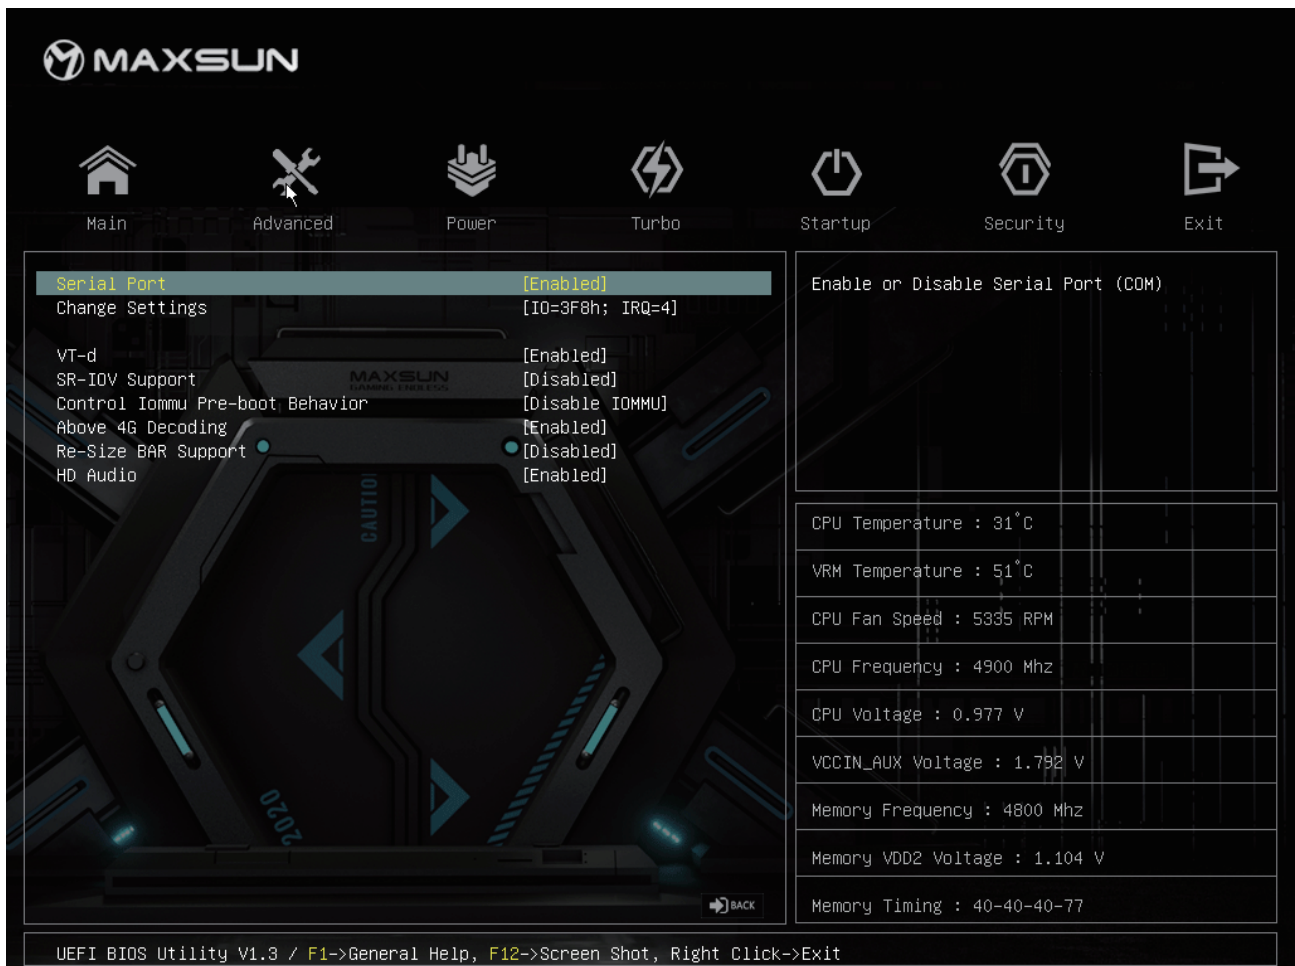 MAXSUN
Main Advanced Power Turbo Startup Security Exit
Serial Port [Enabled]
Change Settings [IO=3F8h; IRQ=4]
VT-d [Enabled]
SR-IOV Support [Disabled]
Control Iommu Pre-boot Behavior [Disable IOMMU]
Above 4G Decoding [Enabled]
Re-Size BAR Support [Disabled]
HD Audio [Enabled]
MAXSUN
GAMING ENDLESS
CAUTIO
2020
BACK
Enable or Disable Serial Port (COM)
CPU Temperature : 31°C
VRM Temperature : 51°C
CPU Fan Speed : 5335 RPM
CPU Frequency : 4900 Mhz
CPU Voltage : 0.977 V
VCCIN_AUX Voltage : 1.792 V
Memory Frequency : 4800 Mhz
Memory VDD2 Voltage : 1.104 V
Memory Timing : 40-40-40-77
UEFI BIOS Utility V1.3 / F1->General Help, F12->Screen Shot, Right Click->Exit